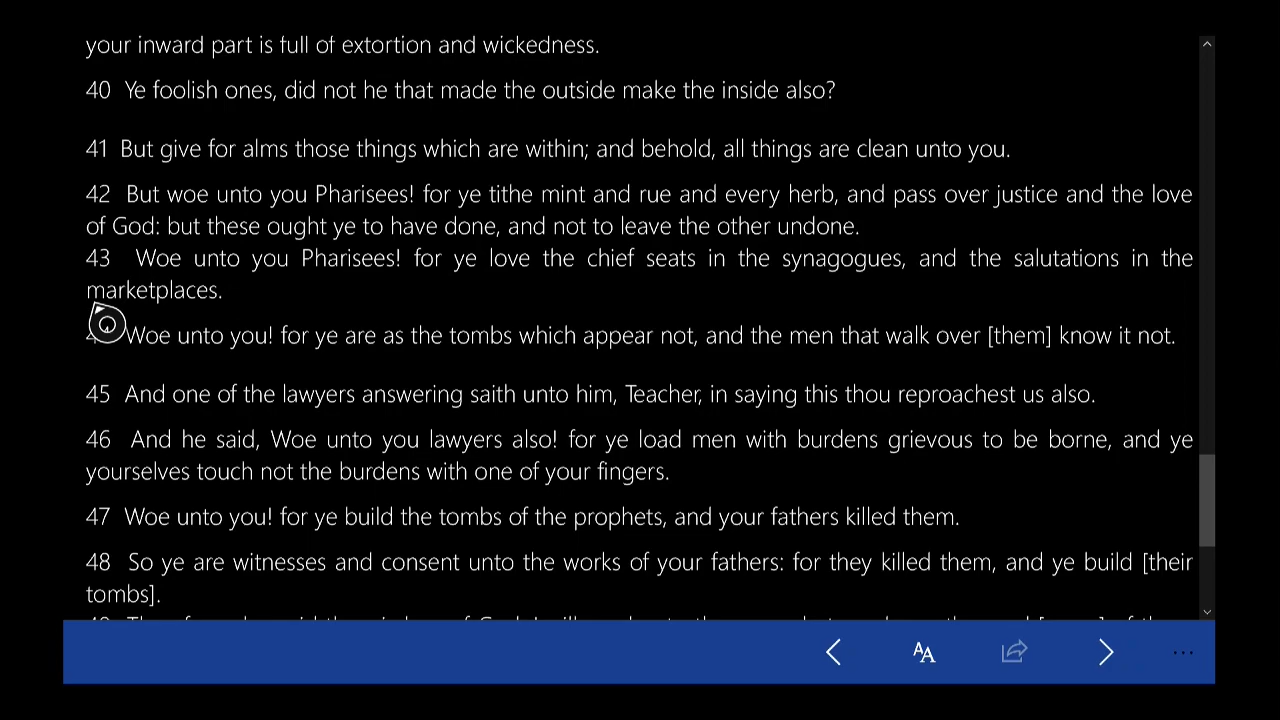 your inward part is full of extortion and wickedness.
40 Ye foolish ones, did not he that made the outside make the inside also?
41 But give for alms those things which are within; and behold, all things are clean unto you.
42 But woe unto you Pharisees! for ye tithe mint and rue and every herb, and pass over justice and the love
of God: but these ought ye to have done, and not to leave the other undone.
43 Woe unto you Pharisees! for ye love the chief seats in the synagogues, and the salutations in the
marketplaces.
Woe unto you! for ye are as the tombs which appear not, and the men that walk over [them] know it not.
45 And one of the lawyers answering saith unto him, Teacher, in saying this thou reproachest us also.
46 And he said, Woe unto you lawyers also! for ye load men with burdens grievous to be borne, and ye
yourselves touch not the burdens with one of your fingers.
47 Woe unto you! for ye build the tombs of the prophets, and your fathers killed them.
48 So ye are witnesses and consent unto the works of your fathers: for they killed them, and ye build [their
tombs].